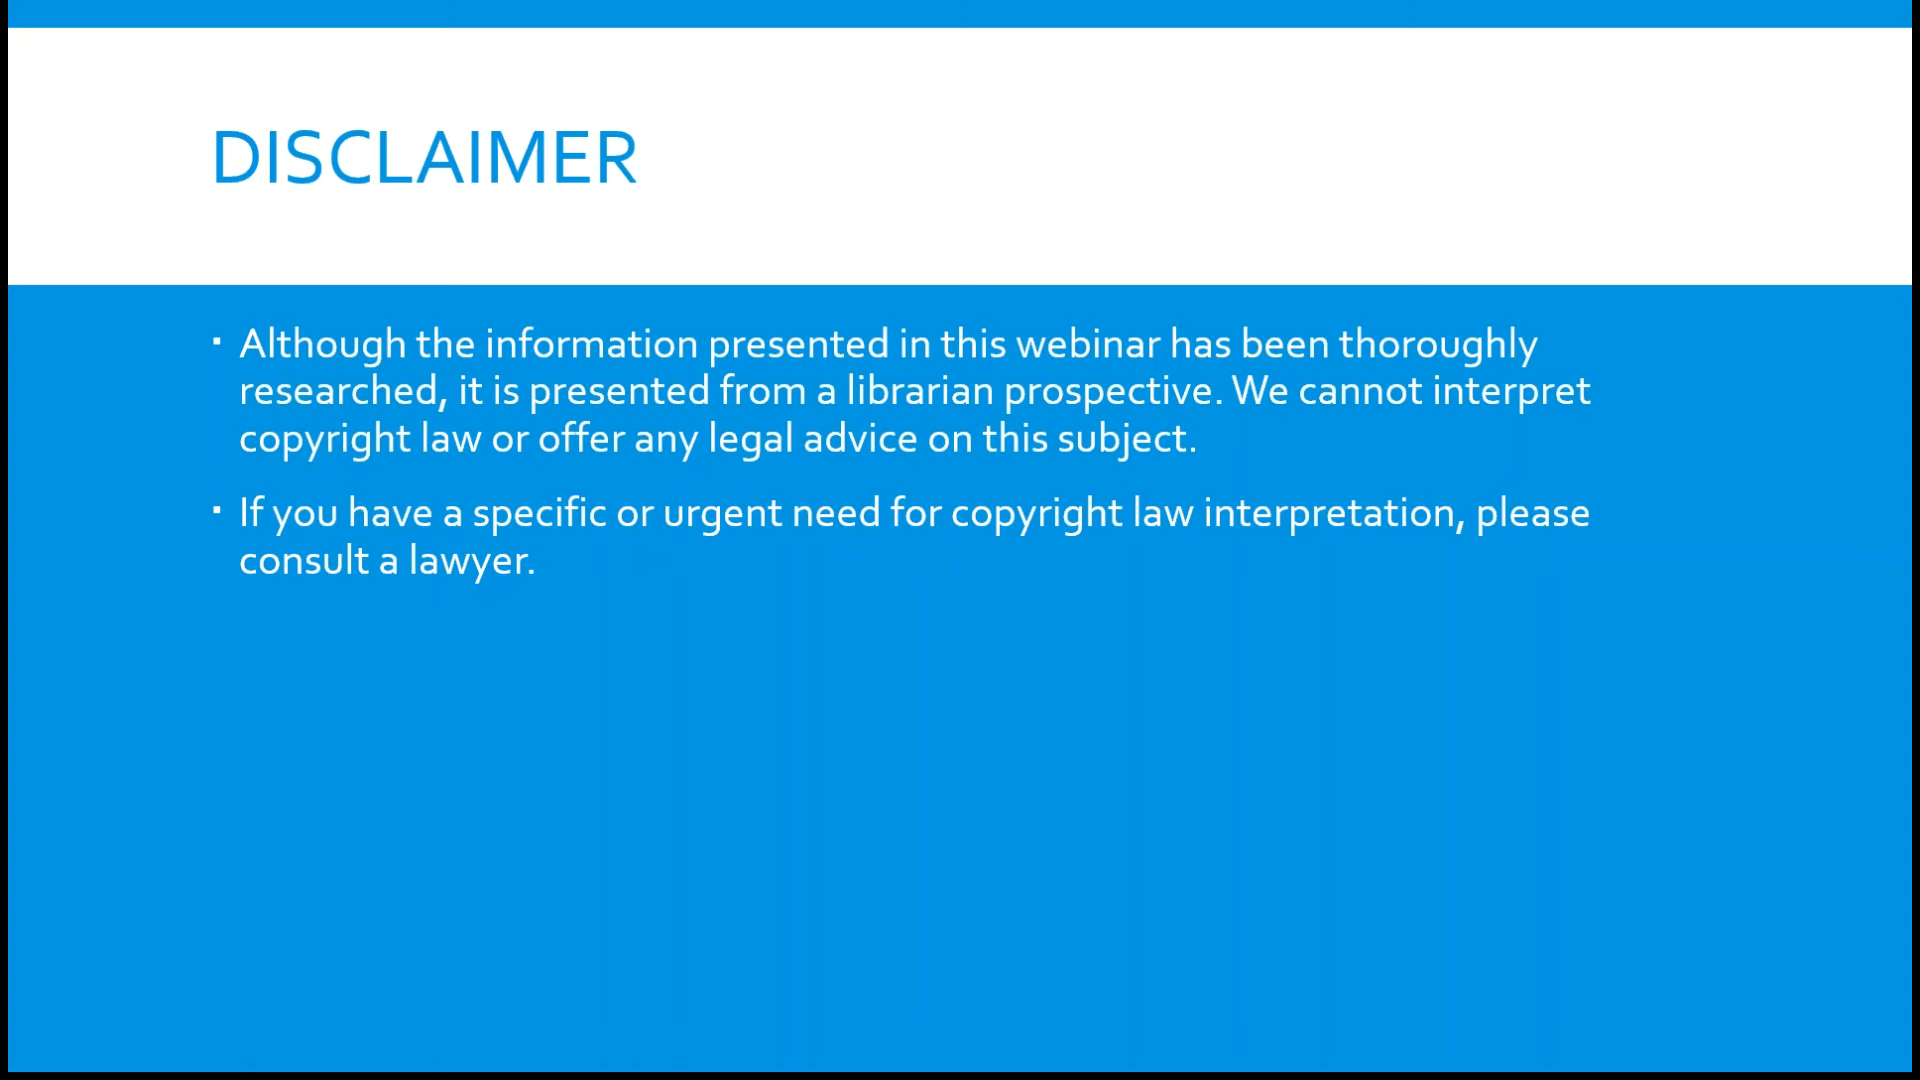 DISCLAIMER
▪ Although the information presented in this webinar has been thoroughly
researched, it is presented from a librarian prospective. We cannot interpret
copyright law or offer any legal advice on this subject.
▪ If you have a specific or urgent need for copyright law interpretation, please
consult a lawyer.